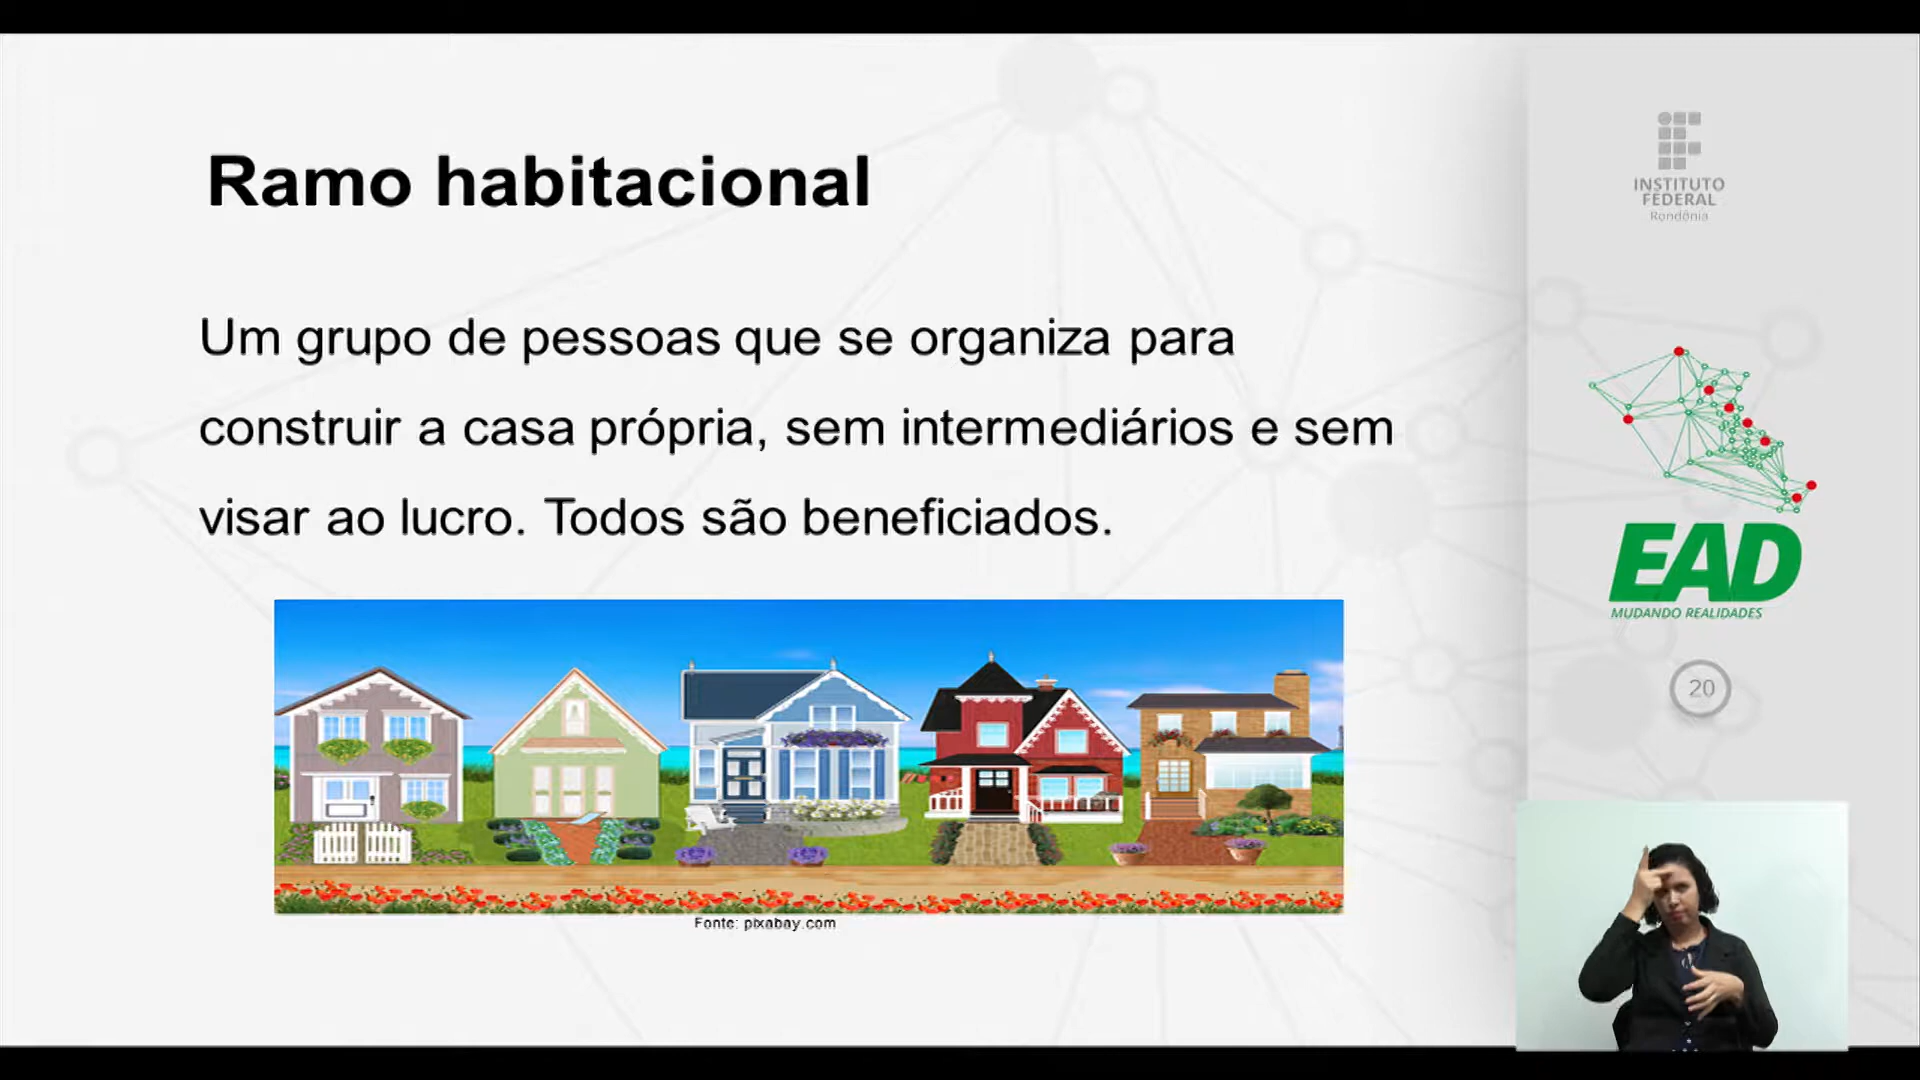 Ramo habitacional
Um grupo de pessoas que se organiza para
construir a casa própria, sem intermediários e sem
visar ao lucro. Todos são beneficiados.
Fonte: pixabay.com
INSTITUTO
FEDERAL
Rondônia
EAD
MUDANDO REALIDADES
20